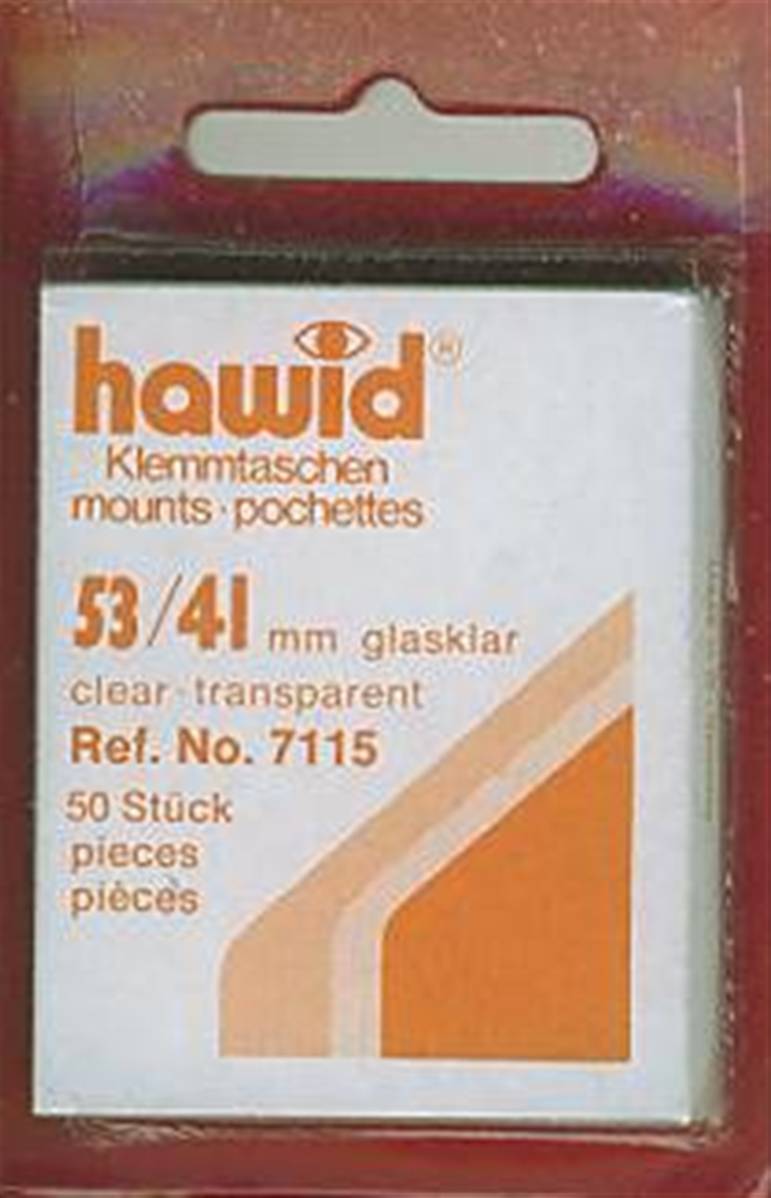 hawid®
Klemmtaschen
mounts · pochettes
53/41 mm glasklar
clear · transparent
Ref. No. 7115
50 Stück
pieces
pièces